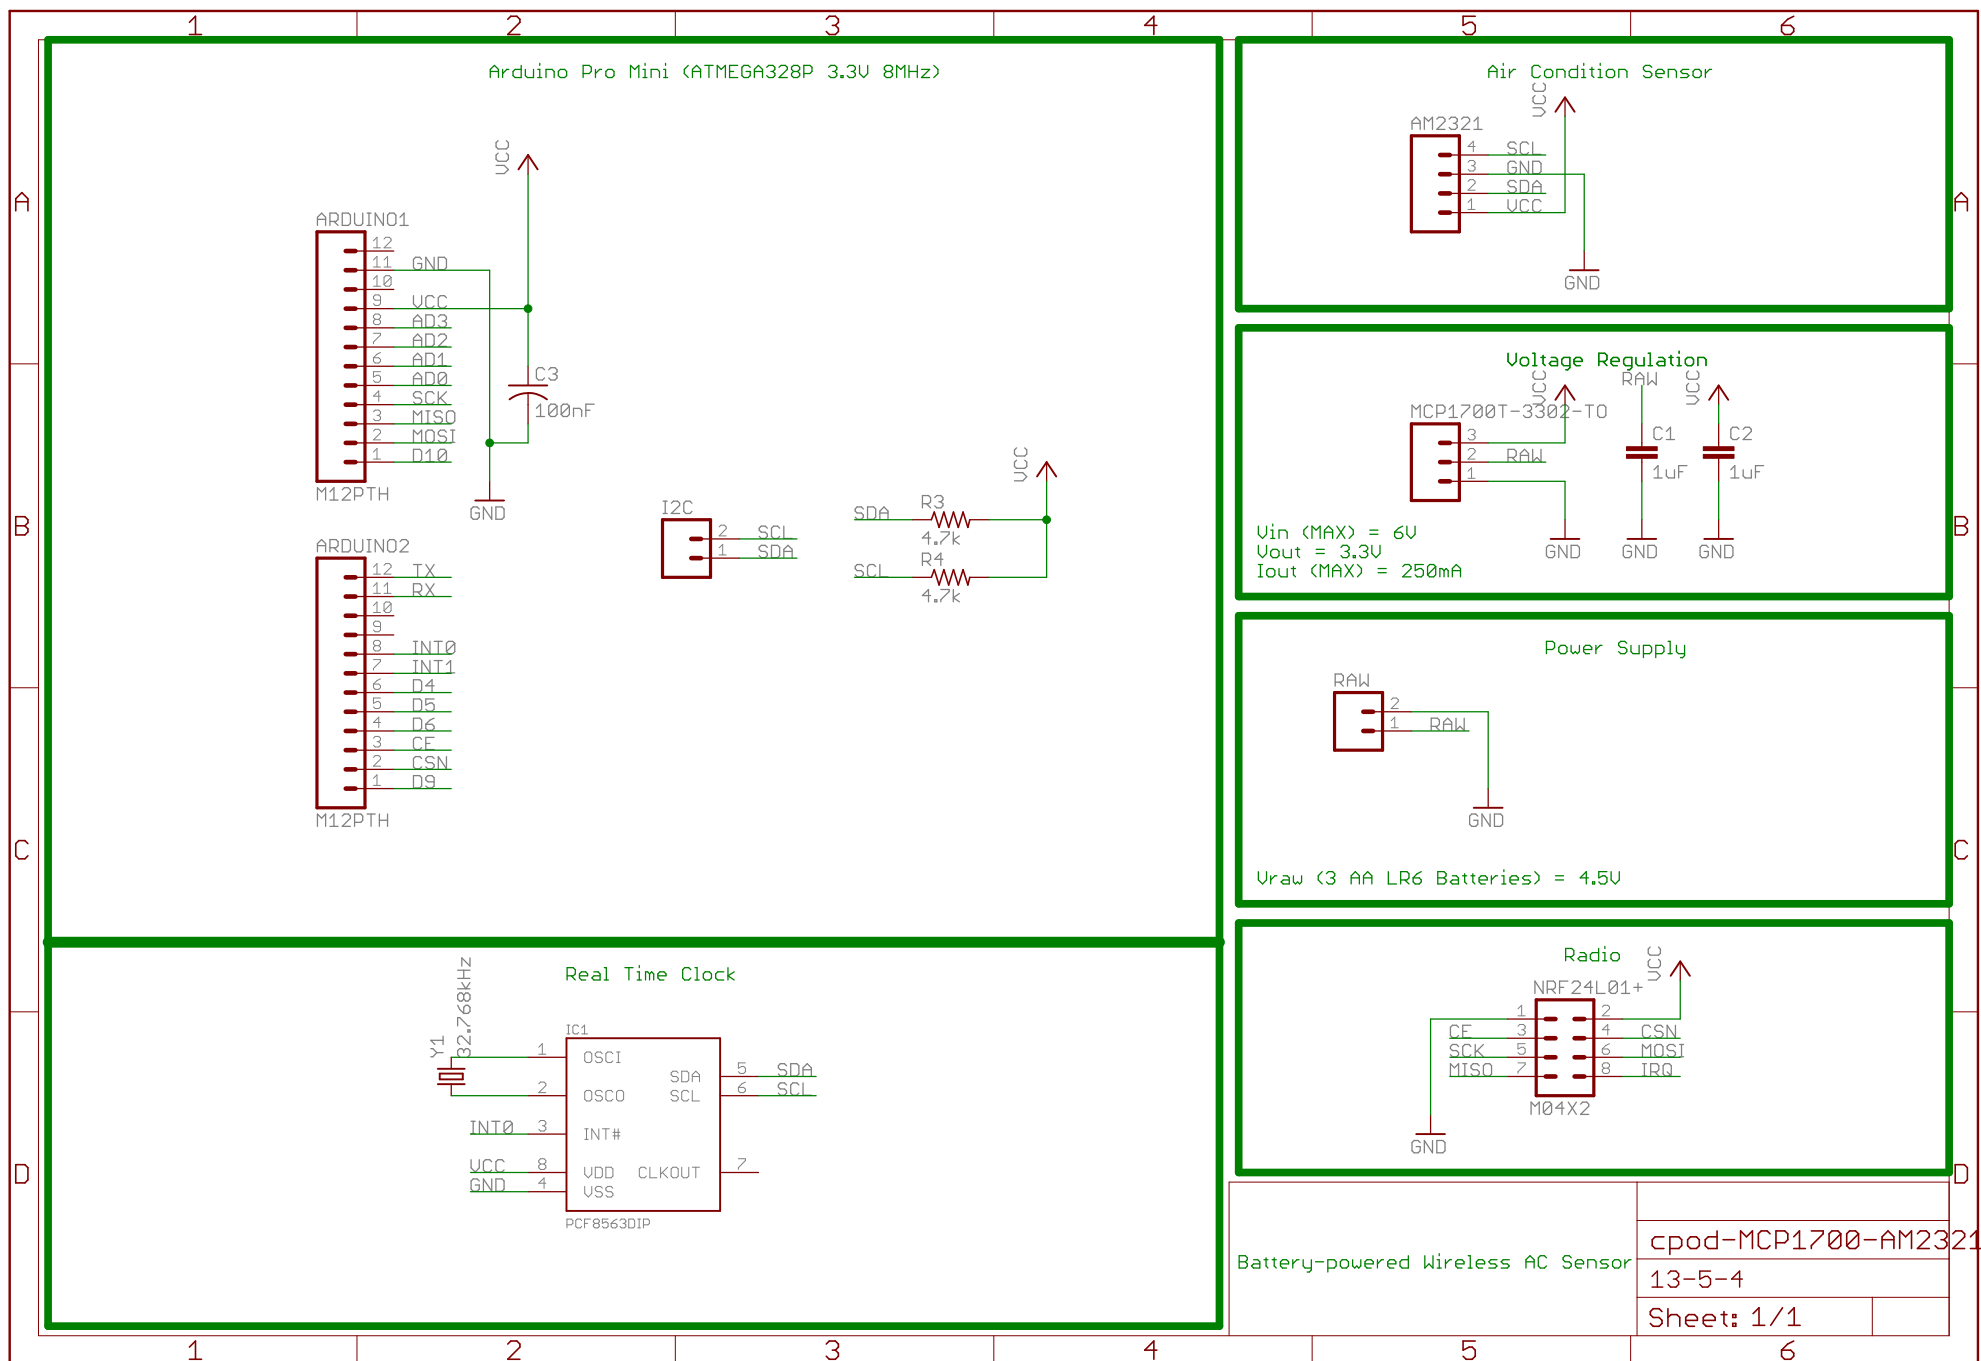 1 2 3 4 5 6
A
B
C
D
Arduino Pro Mini (ATMEGA328P 3.3V 8MHz)
VCC
ARDUINO1
12
11 GND
10
9 VCC
8 AD3
7 AD2
6 AD1
5 AD0
4 SCK
3 MISO
2 MOSI
1 D10
M12PTH
C3
100nF
GND
ARDUINO2
12 TX
11 RX
10
9
8 INT0
7 INT1
6 D4
5 D5
4 D6
3 CE
2 CSN
1 D9
M12PTH
I2C
2 SCL
1 SDA
VCC
SDA R3
4.7k
SCL R4
4.7k
Real Time Clock
Y1
32.768kHz
IC1
1 OSCI
2 OSCO
INT0 3 INT#
VCC 8 VDD
GND 4 VSS
SDA 5 SDA
SCL 6 SCL
CLKOUT 7
PCF8563DIP
Air Condition Sensor
VCC
AM2321
4 SCL
3 GND
2 SDA
1 VCC
GND
Voltage Regulation
VCC RAW VCC
MCP1700T-3302-TO
3
2 RAW
1
C1
1uF
C2
1uF
GND GND GND
Vin (MAX) = 6V
Vout = 3.3V
Iout (MAX) = 250mA
Power Supply
RAW
2
1 RAW
GND
Vraw (3 AA LR6 Batteries) = 4.5V
Radio
VCC
NRF24L01+
1 2
CE 3 4 CSN
SCK 5 6 MOSI
MISO 7 8 IRQ
M04X2
GND
Battery-powered Wireless AC Sensor
cpod-MCP1700-AM2321
13-5-4
Sheet: 1/1
A
B
C
D
1 2 3 4 5 6